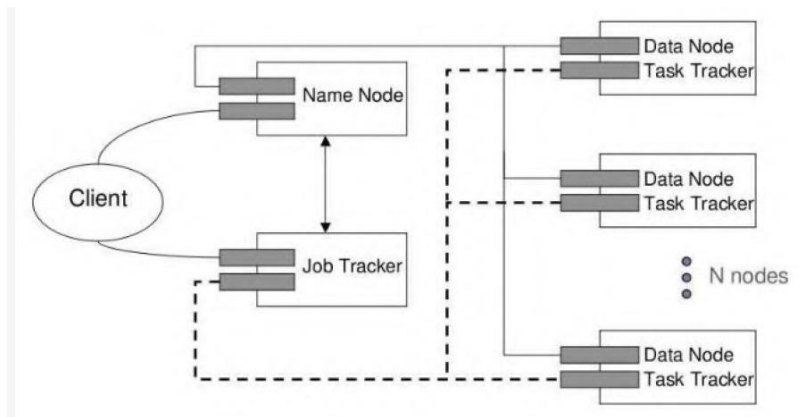 Data Node
Task Tracker
Name Node
Client
Data Node
Task Tracker
Job Tracker
N nodes
Data Node
Task Tracker